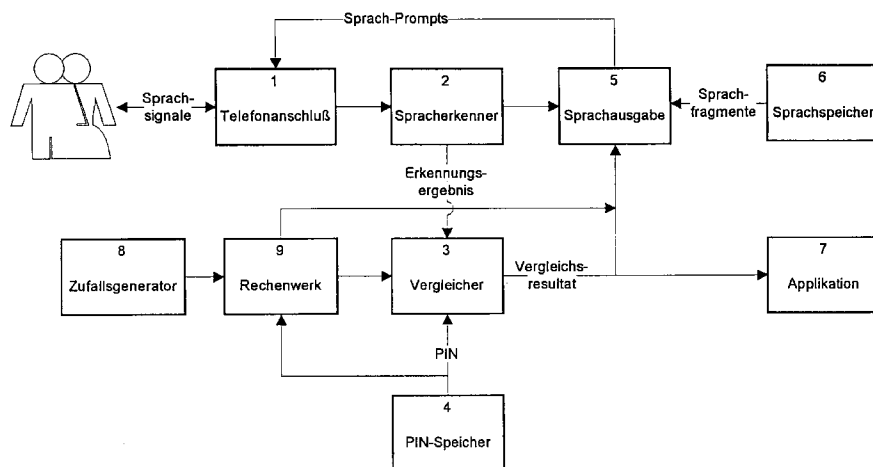 Sprach-Prompts
1
Telefonanschluß
2
Spracherkenner
5
Sprachausgabe
6
Sprachspeicher
Sprach-
signale
Sprach-
fragmente
Erkennungs-
ergebnis
8
Zufallsgenerator
9
Rechenwerk
3
Vergleicher
Vergleichs-
resultat
7
Applikation
PIN
4
PIN-Speicher